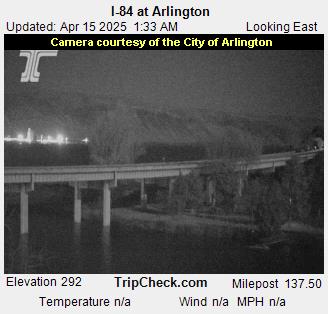 I-84 at Arlington
Updated: Apr 15 2025 1:33 AM Looking East
Camera courtesy of the City of Arlington
Elevation 292 TripCheck.com Milepost 137.50
Temperature n/a Wind n/a MPH n/a